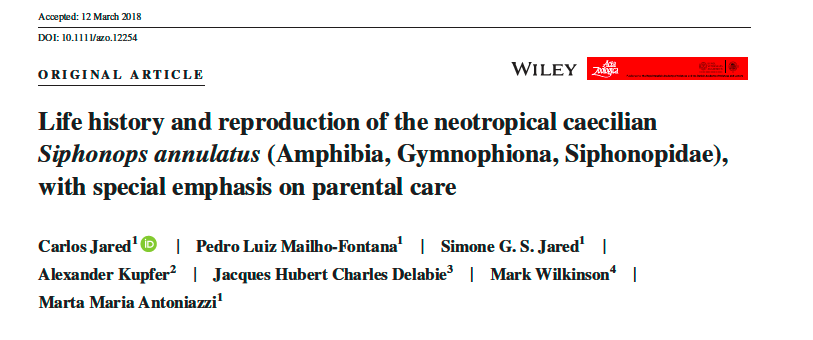 Accepted: 12 March 2018
DOI: 10.1111/azo.12254
ORIGINAL ARTICLE
WILEY
Acta Zoologica
Life history and reproduction of the neotropical caecilian
Siphonops annulatus (Amphibia, Gymnophiona, Siphonopidae),
with special emphasis on parental care
Carlos Jared1 | Pedro Luiz Mailho-Fontana1 | Simone G. S. Jared1 |
Alexander Kupfer2 | Jacques Hubert Charles Delabie3 | Mark Wilkinson4 |
Marta Maria Antoniazzi1